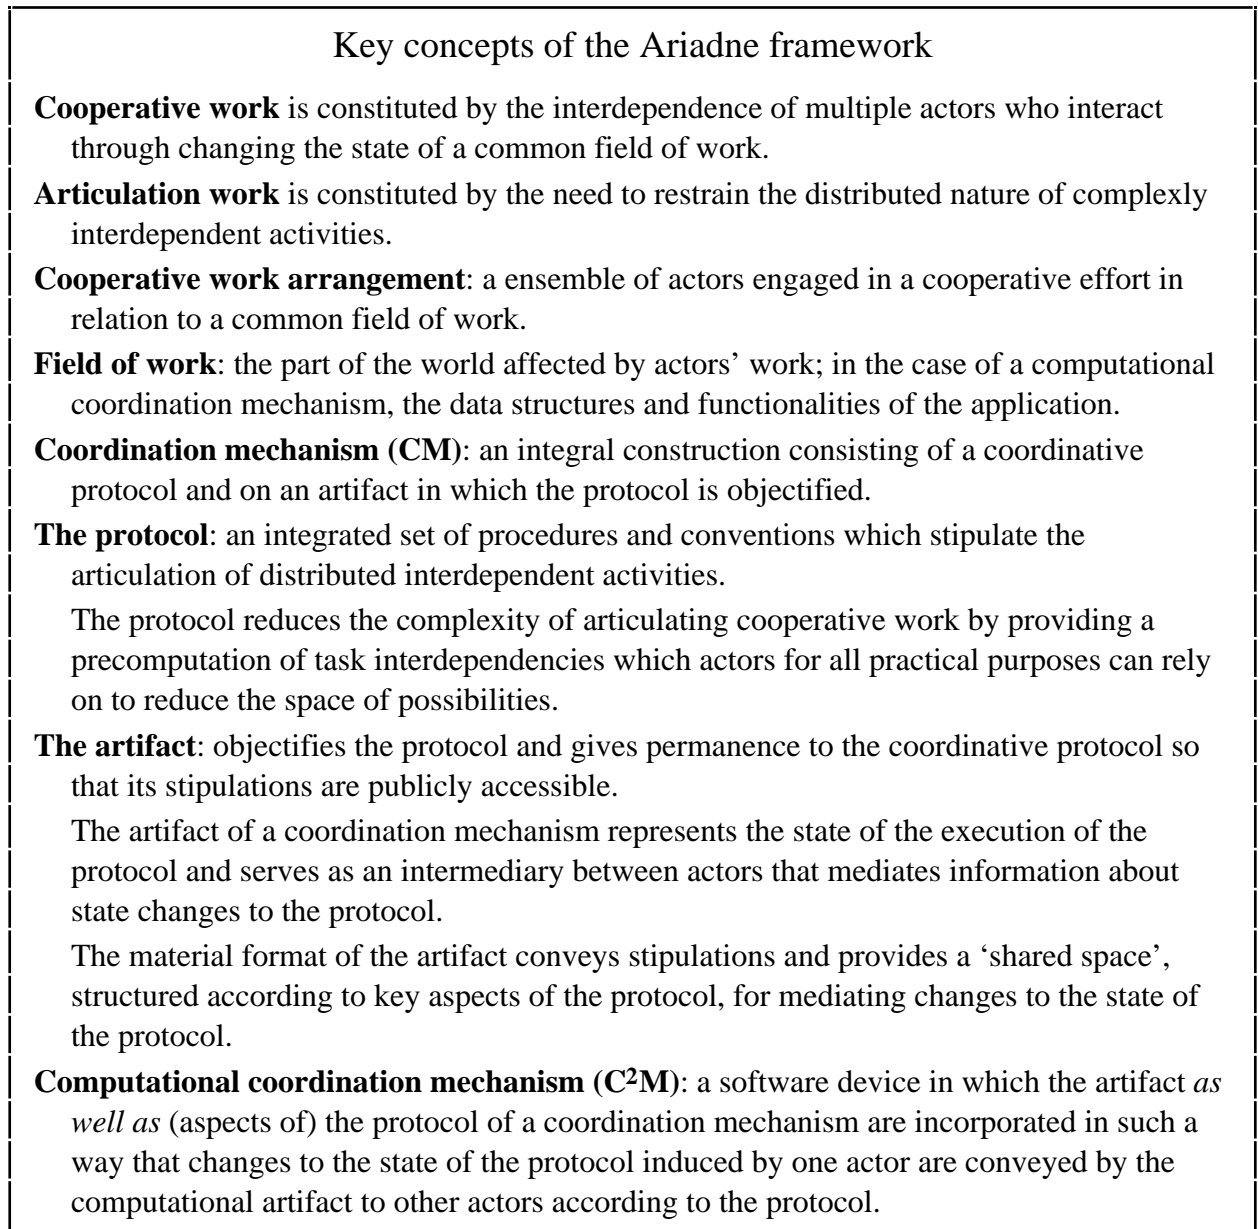 Key concepts of the Ariadne framework
Cooperative work is constituted by the interdependence of multiple actors who interact
through changing the state of a common field of work.
Articulation work is constituted by the need to restrain the distributed nature of complexly
interdependent activities.
Cooperative work arrangement: a ensemble of actors engaged in a cooperative effort in
relation to a common field of work.
Field of work: the part of the world affected by actors’ work; in the case of a computational
coordination mechanism, the data structures and functionalities of the application.
Coordination mechanism (CM): an integral construction consisting of a coordinative
protocol and on an artifact in which the protocol is objectified.
The protocol: an integrated set of procedures and conventions which stipulate the
articulation of distributed interdependent activities.
The protocol reduces the complexity of articulating cooperative work by providing a
precomputation of task interdependencies which actors for all practical purposes can rely
on to reduce the space of possibilities.
The artifact: objectifies the protocol and gives permanence to the coordinative protocol so
that its stipulations are publicly accessible.
The artifact of a coordination mechanism represents the state of the execution of the
protocol and serves as an intermediary between actors that mediates information about
state changes to the protocol.
The material format of the artifact conveys stipulations and provides a ‘shared space’,
structured according to key aspects of the protocol, for mediating changes to the state of
the protocol.
Computational coordination mechanism (C²M): a software device in which the artifact as
well as (aspects of) the protocol of a coordination mechanism are incorporated in such a
way that changes to the state of the protocol induced by one actor are conveyed by the
computational artifact to other actors according to the protocol.